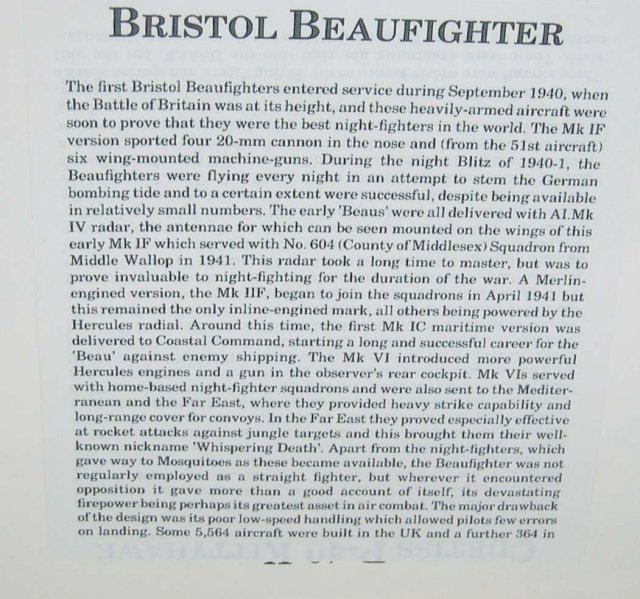 BRISTOL BEAUFIGHTER
The first Bristol Beaufighters entered service during September 1940, when
the Battle of Britain was at its height, and these heavily-armed aircraft were
soon to prove that they were the best night-fighters in the world. The Mk IF
version sported four 20-mm cannon in the nose and (from the 51st aircraft)
six wing-mounted machine-guns. During the night Blitz of 1940-1, the
Beaufighters were flying every night in an attempt to stem the German
bombing tide and to a certain extent were successful, despite being available
in relatively small numbers. The early 'Beaus' were all delivered with AI.Mk
IV radar, the antennae for which can be seen mounted on the wings of this
early Mk IF which served with No. 604 (County of Middlesex) Squadron from
Middle Wallop in 1941. This radar took a long time to master, but was to
prove invaluable to night-fighting for the duration of the war. A Merlin-
engined version, the Mk IIF, began to join the squadrons in April 1941 but
this remained the only inline-engined mark, all others being powered by the
Hercules radial. Around this time, the first Mk IC maritime version was
delivered to Coastal Command, starting a long and successful career for the
'Beau' against enemy shipping. The Mk VI introduced more powerful
Hercules engines and a gun in the observer's rear cockpit. Mk VIs served
with home-based night-fighter squadrons and were also sent to the Mediter-
ranean and the Far East, where they provided heavy strike capability and
long-range cover for convoys. In the Far East they proved especially effective
at rocket attacks against jungle targets and this brought them their well-
known nickname 'Whispering Death'. Apart from the night-fighters, which
gave way to Mosquitoes as these became available, the Beaufighter was not
regularly employed as a straight fighter, but wherever it encountered
opposition it gave more than a good account of itself, its devastating
firepower being perhaps its greatest asset in air combat. The major drawback
of the design was its poor low-speed handling which allowed pilots few errors
on landing. Some 5,564 aircraft were built in the UK and a further 364 in